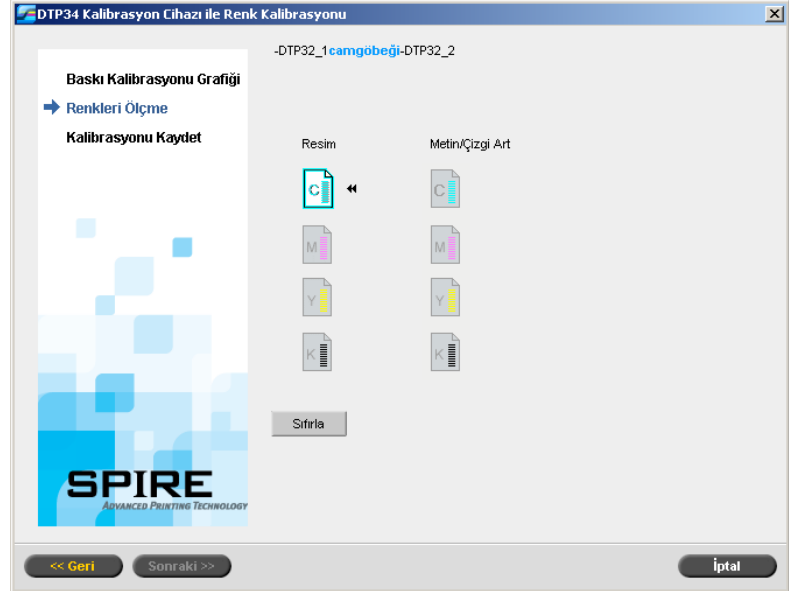 DTP34 Kalibrasyon Cihazı ile Renk Kalibrasyonu
-DTP32_1camgöbeği-DTP32_2
Baskı Kalibrasyonu Grafiği
Renkleri Ölçme
Kalibrasyonu Kaydet
Resim Metin/Çizgi Art
C C
M M
Y Y
K K
Sıfırla
SPIRE
ADVANCED PRINTING TECHNOLOGY
<< Geri Sonraki >> İptal